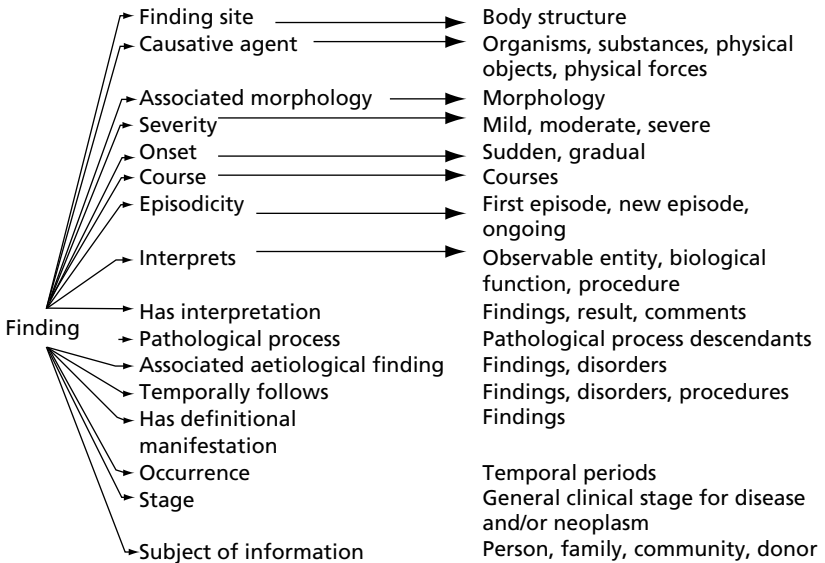 Finding site Body structure
Causative agent Organisms, substances, physical
objects, physical forces
Associated morphology Morphology
Severity Mild, moderate, severe
Onset Sudden, gradual
Course Courses
Episodicity First episode, new episode,
ongoing
Interprets Observable entity, biological
function, procedure
Has interpretation Findings, result, comments
Finding
Pathological process Pathological process descendants
Associated aetiological finding Findings, disorders
Temporally follows Findings, disorders, procedures
Has definitional Findings
manifestation
Occurrence Temporal periods
Stage General clinical stage for disease
and/or neoplasm
Subject of information Person, family, community, donor